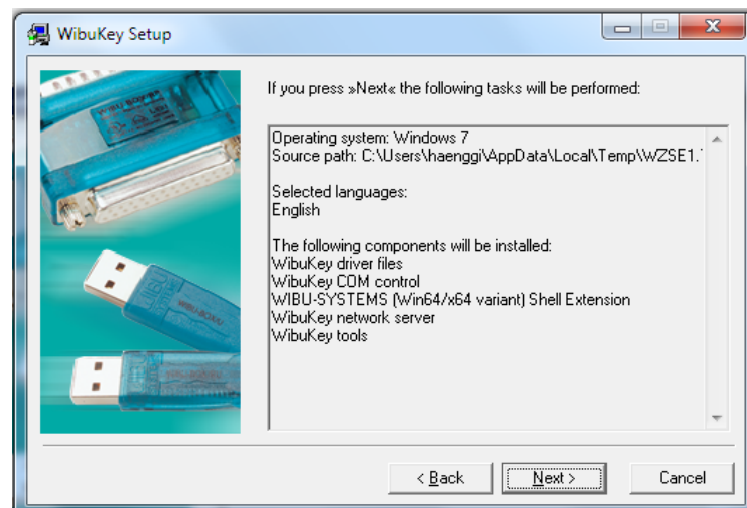 WibuKey Setup
If you press »Next« the following tasks will be performed:
Operating system: Windows 7
Source path: C:\Users\haenggi\AppData\Local\Temp\WZSE1.
Selected languages:
English
The following components will be installed:
WibuKey driver files
WibuKey COM control
WIBU-SYSTEMS (Win64/x64 variant) Shell Extension
WibuKey network server
WibuKey tools
< Back
Next >
Cancel